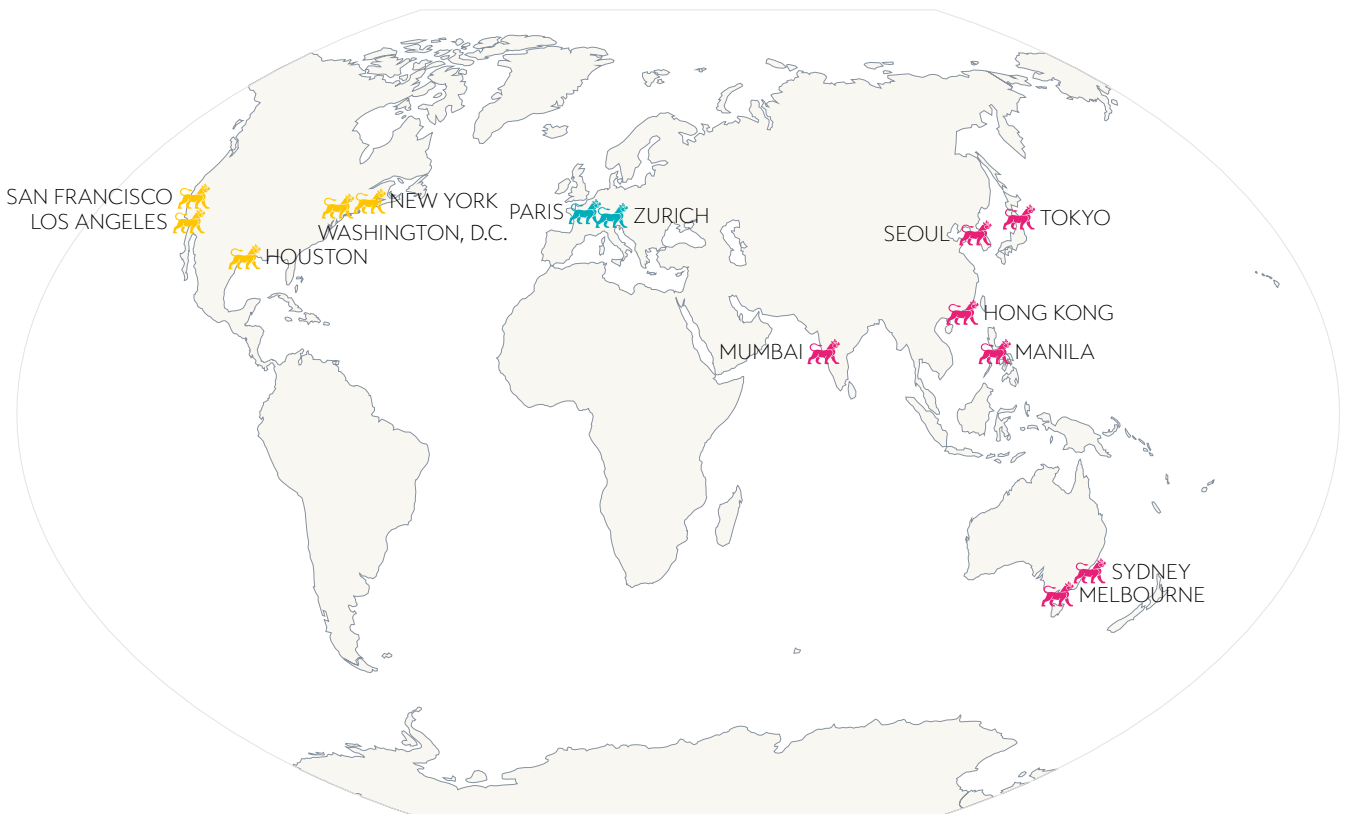 SAN FRANCISCO
LOS ANGELES
NEW YORK
WASHINGTON, D.C.
HOUSTON
PARIS
ZURICH
TOKYO
SEOUL
HONG KONG
MUMBAI
MANILA
SYDNEY
MELBOURNE